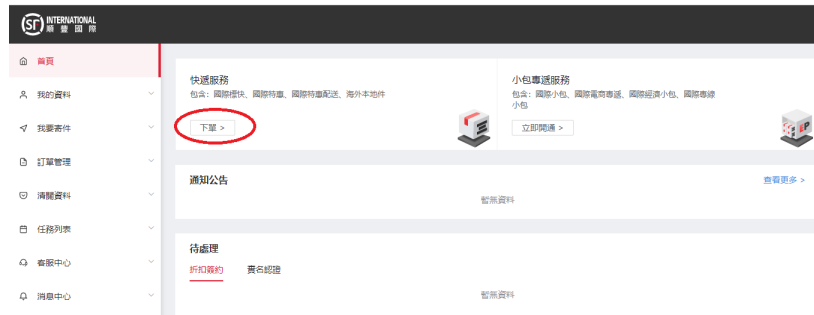 SF INTERNATIONAL
順豐國際
首頁
我的資料
我要寄件
訂單管理
清關資料
任務列表
客服中心
消息中心
快遞服務
包含：國際標快、國際特惠、國際特惠配送、海外本地件
下單 >
小包專遞服務
包含：國際小包、國際電商專遞、國際經濟小包、國際專線
小包
立即開通 >
通知公告
查看更多 >
暫無資料
待處理
折扣簽約 實名認證
暫無資料